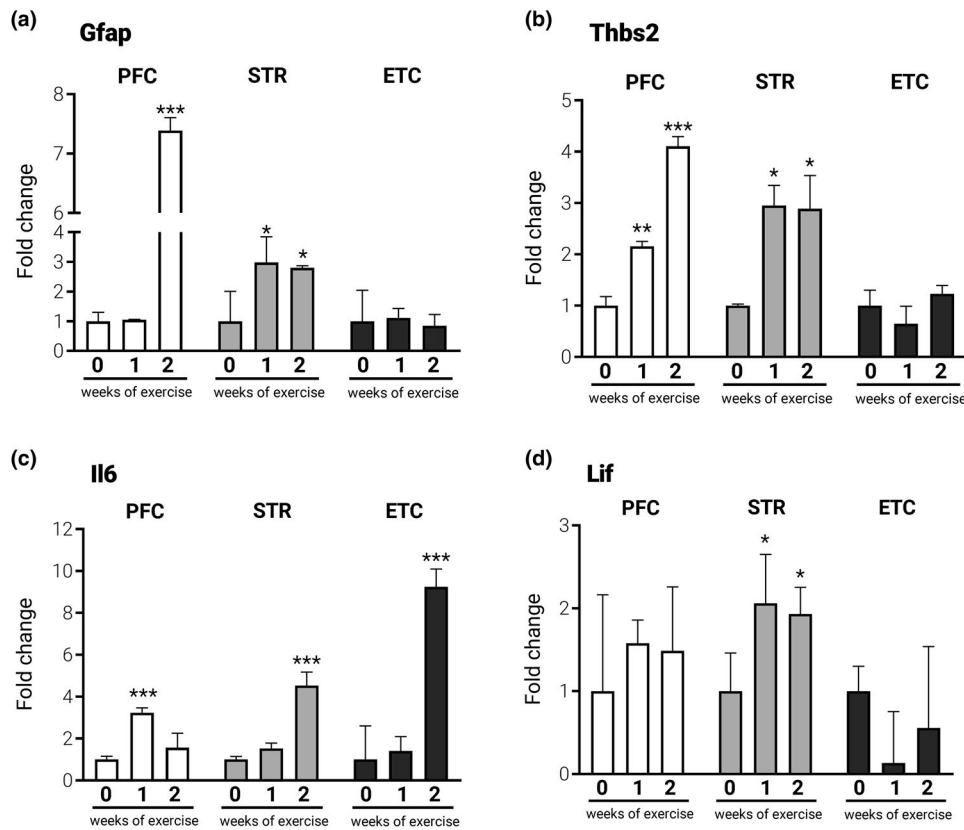 (a)
Gfap
PFC STR ETC
Fold change
8
7
6
4
3
2
1
0
***
*
*
0 1 2 0 1 2 0 1 2
weeks of exercise weeks of exercise weeks of exercise
(b)
Thbs2
PFC STR ETC
Fold change
5
4
3
2
1
0
**
***
*
*
0 1 2 0 1 2 0 1 2
weeks of exercise weeks of exercise weeks of exercise
(c)
Il6
PFC STR ETC
Fold change
12
10
8
6
4
2
0
***
***
***
0 1 2 0 1 2 0 1 2
weeks of exercise weeks of exercise weeks of exercise
(d)
Lif
PFC STR ETC
Fold change
3
2
1
0
*
*
0 1 2 0 1 2 0 1 2
weeks of exercise weeks of exercise weeks of exercise